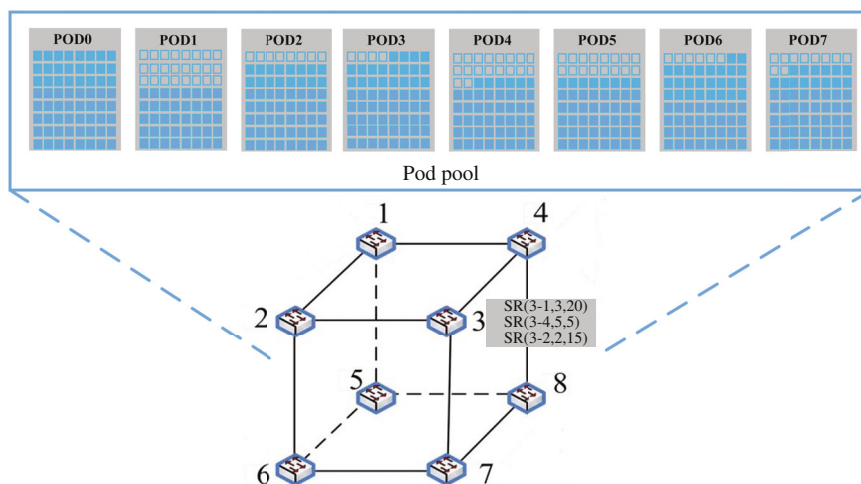 POD0 POD1 POD2 POD3 POD4 POD5 POD6 POD7
Pod pool
1
4
SR(3-1,3,20)
SR(3-4,5,5)
SR(3-2,2,15)
2
3
5
8
6
7